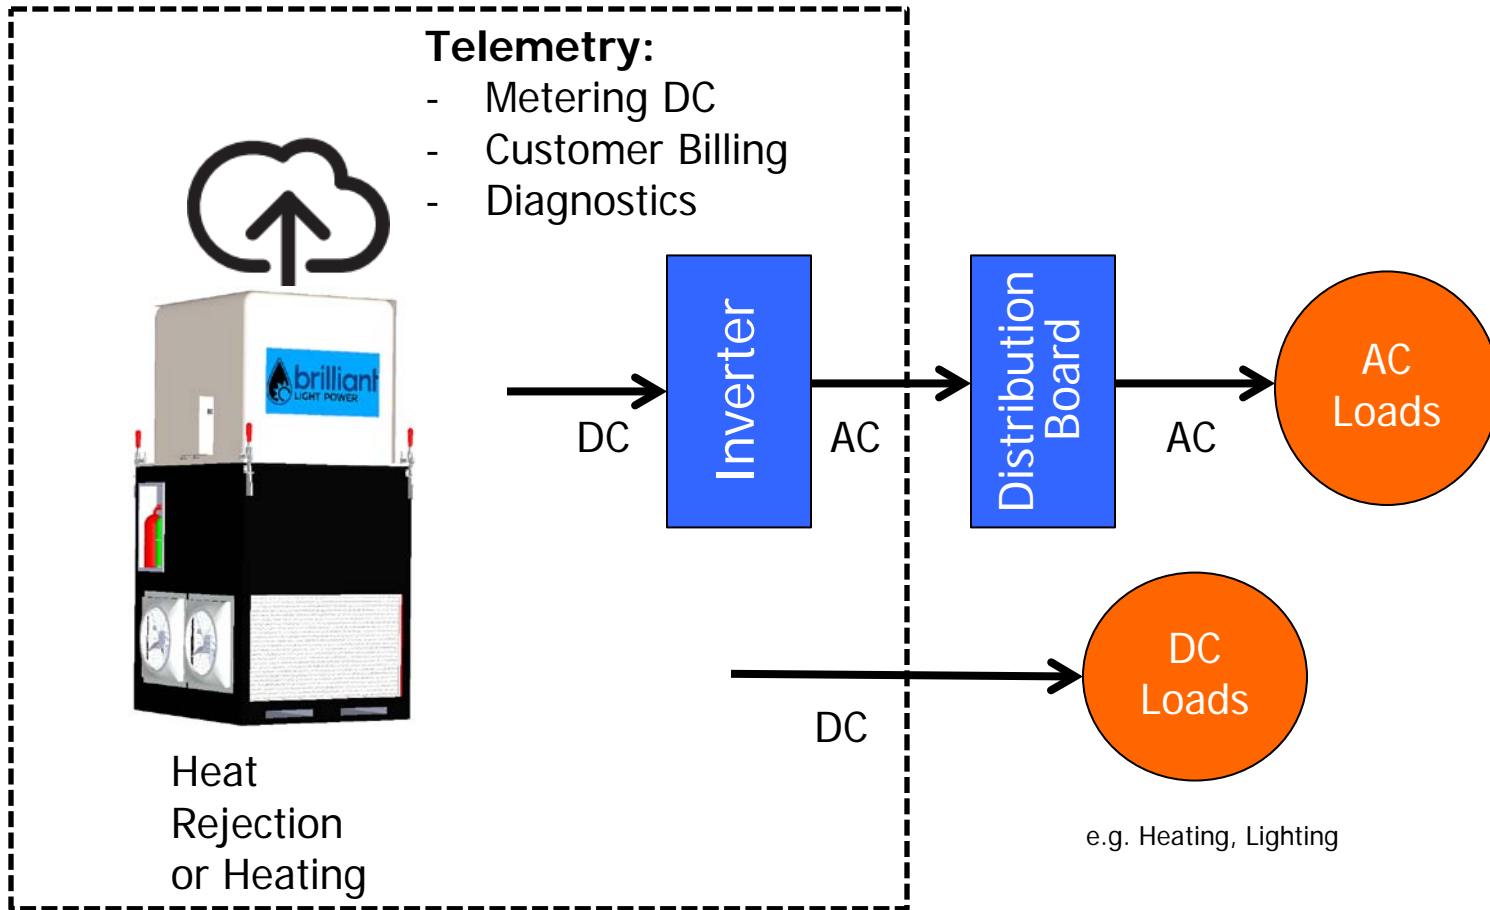 Telemetry:
- Metering DC
- Customer Billing
- Diagnostics
brilliant
LIGHT POWER
DC
Inverter
AC
Distribution
Board
AC
AC
Loads
DC
DC
Loads
Heat
Rejection
or Heating
e.g. Heating, Lighting